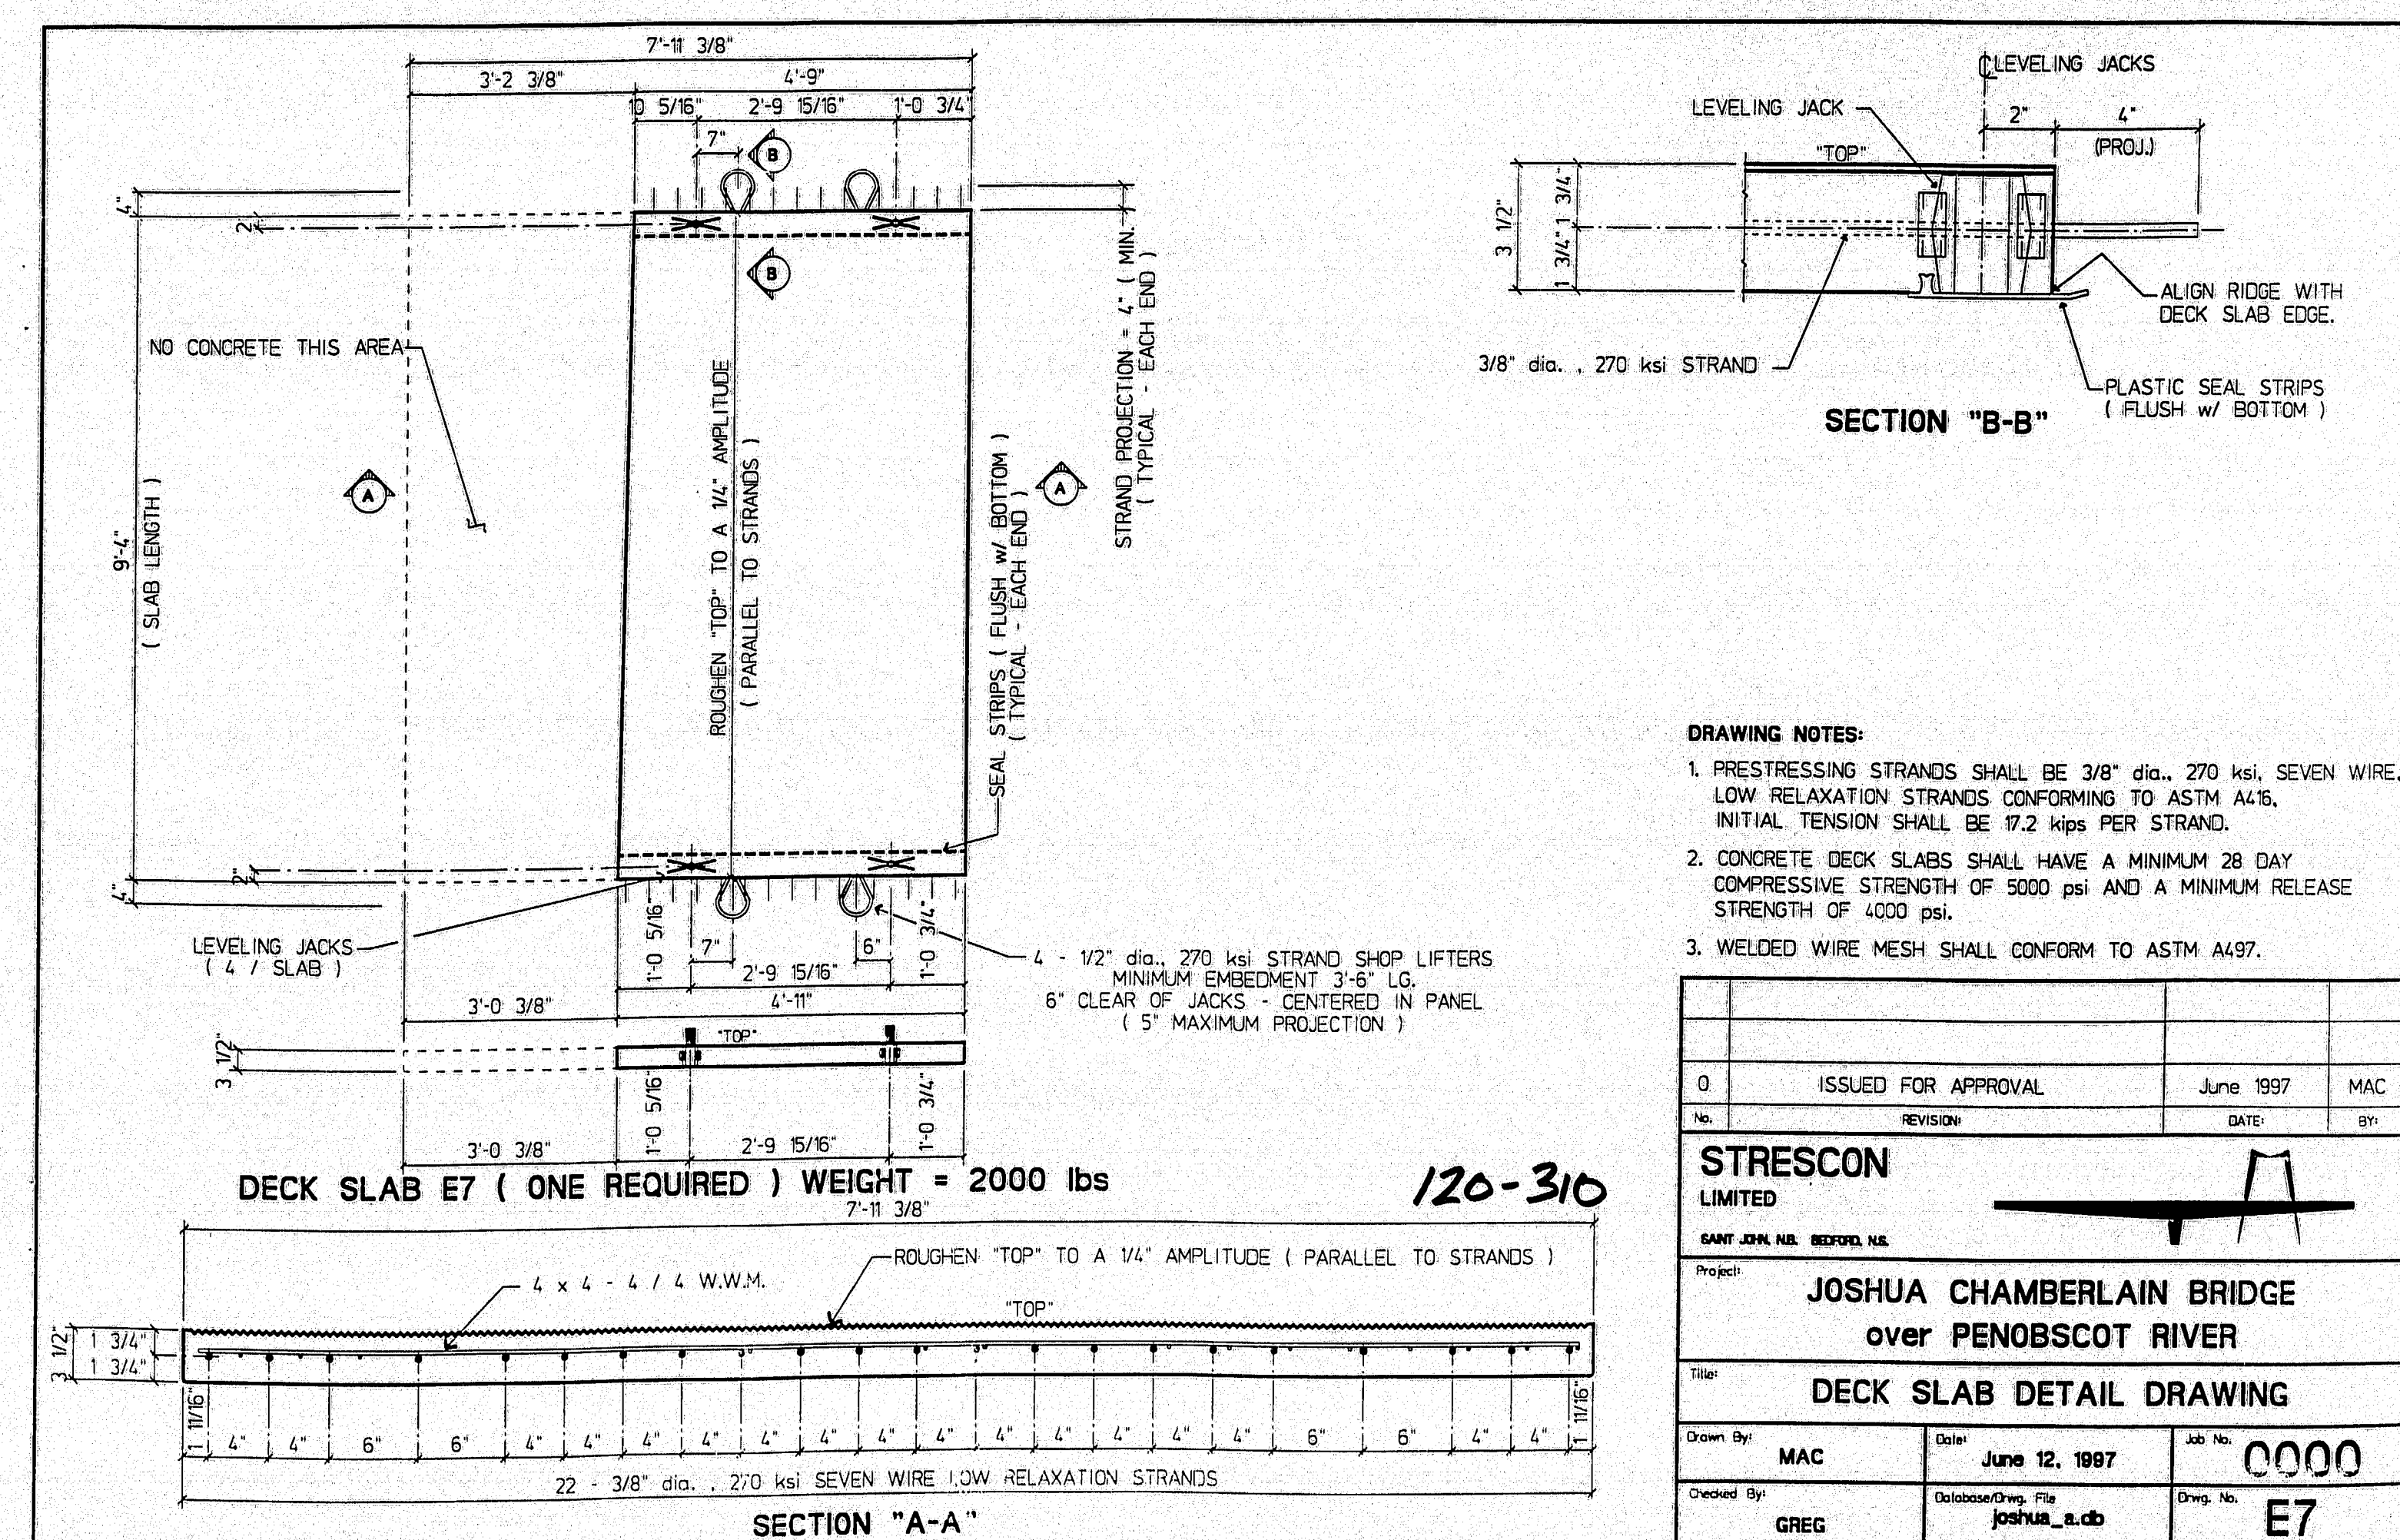 7'-11 3/8"
3'-2 3/8"
4'-9"
10 5/16"
2'-9 15/16"
1'-0 3/4"
7"
B
4"
2"
B
NO CONCRETE THIS AREA
A
9'-4"
( SLAB LENGTH )
ROUGHEN "TOP" TO A 1/4" AMPLITUDE
( PARALLEL TO STRANDS )
SEAL STRIPS ( FLUSH w/ BOTTOM )
( TYPICAL - EACH END )
A
STRAND PROJECTION = 4" ( MIN. )
( TYPICAL - EACH END )
2"
4"
LEVELING JACKS
( 4 / SLAB )
1'-0 5/16"
7"
2'-9 15/16"
6"
1'-0 3/4"
3'-0 3/8"
4'-11"
4 - 1/2" dia., 270 ksi STRAND SHOP LIFTERS
MINIMUM EMBEDMENT 3'-6" LG.
6" CLEAR OF JACKS - CENTERED IN PANEL
( 5" MAXIMUM PROJECTION )
3 1/2"
"TOP"
1'-0 5/16"
1'-0 3/4"
3'-0 3/8"
2'-9 15/16"
DECK SLAB E7 ( ONE REQUIRED ) WEIGHT = 2000 lbs
120-310
7'-11 3/8"
ROUGHEN "TOP" TO A 1/4" AMPLITUDE ( PARALLEL TO STRANDS )
4 x 4 - 4 / 4 W.W.M.
"TOP"
3 1/2"
1 3/4"
1 3/4"
1 11/16"
4" 4" 6" 6" 4" 4" 4" 4" 4" 4" 4" 4" 4" 4" 4" 4" 4" 6" 6" 4" 4"
1 11/16"
22 - 3/8" dia. , 270 ksi SEVEN WIRE LOW RELAXATION STRANDS
SECTION "A-A"
℄ LEVELING JACKS
LEVELING JACK
2"
4"
(PROJ.)
"TOP"
3 1/2"
1 3/4"
1 3/4"
ALIGN RIDGE WITH
DECK SLAB EDGE.
3/8" dia. , 270 ksi STRAND
PLASTIC SEAL STRIPS
( FLUSH w/ BOTTOM )
SECTION "B-B"
DRAWING NOTES:
1. PRESTRESSING STRANDS SHALL BE 3/8" dia., 270 ksi, SEVEN WIRE,
LOW RELAXATION STRANDS CONFORMING TO ASTM A416,
INITIAL TENSION SHALL BE 17.2 kips PER STRAND.
2. CONCRETE DECK SLABS SHALL HAVE A MINIMUM 28 DAY
COMPRESSIVE STRENGTH OF 5000 psi AND A MINIMUM RELEASE
STRENGTH OF 4000 psi.
3. WELDED WIRE MESH SHALL CONFORM TO ASTM A497.
0 ISSUED FOR APPROVAL June 1997 MAC
No. REVISION: DATE: BY:
STRESCON
LIMITED
SAINT JOHN, N.B. BEDFORD, N.S.
Project:
JOSHUA CHAMBERLAIN BRIDGE
over PENOBSCOT RIVER
Title:
DECK SLAB DETAIL DRAWING
Drawn By:
MAC
Date:
June 12, 1997
Job No.
0000
Checked By:
GREG
Database/Drwg. File
joshua_a.db
Drwg. No.
E7